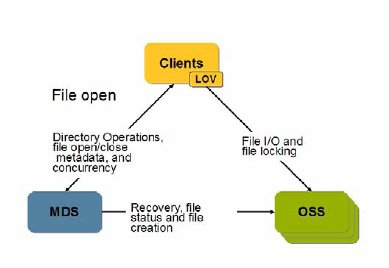 Clients
LOV
File open
Directory Operations,
file open/close
metadata, and
concurrency
File I/O and
file locking
MDS
Recovery, file
status and file
creation
OSS